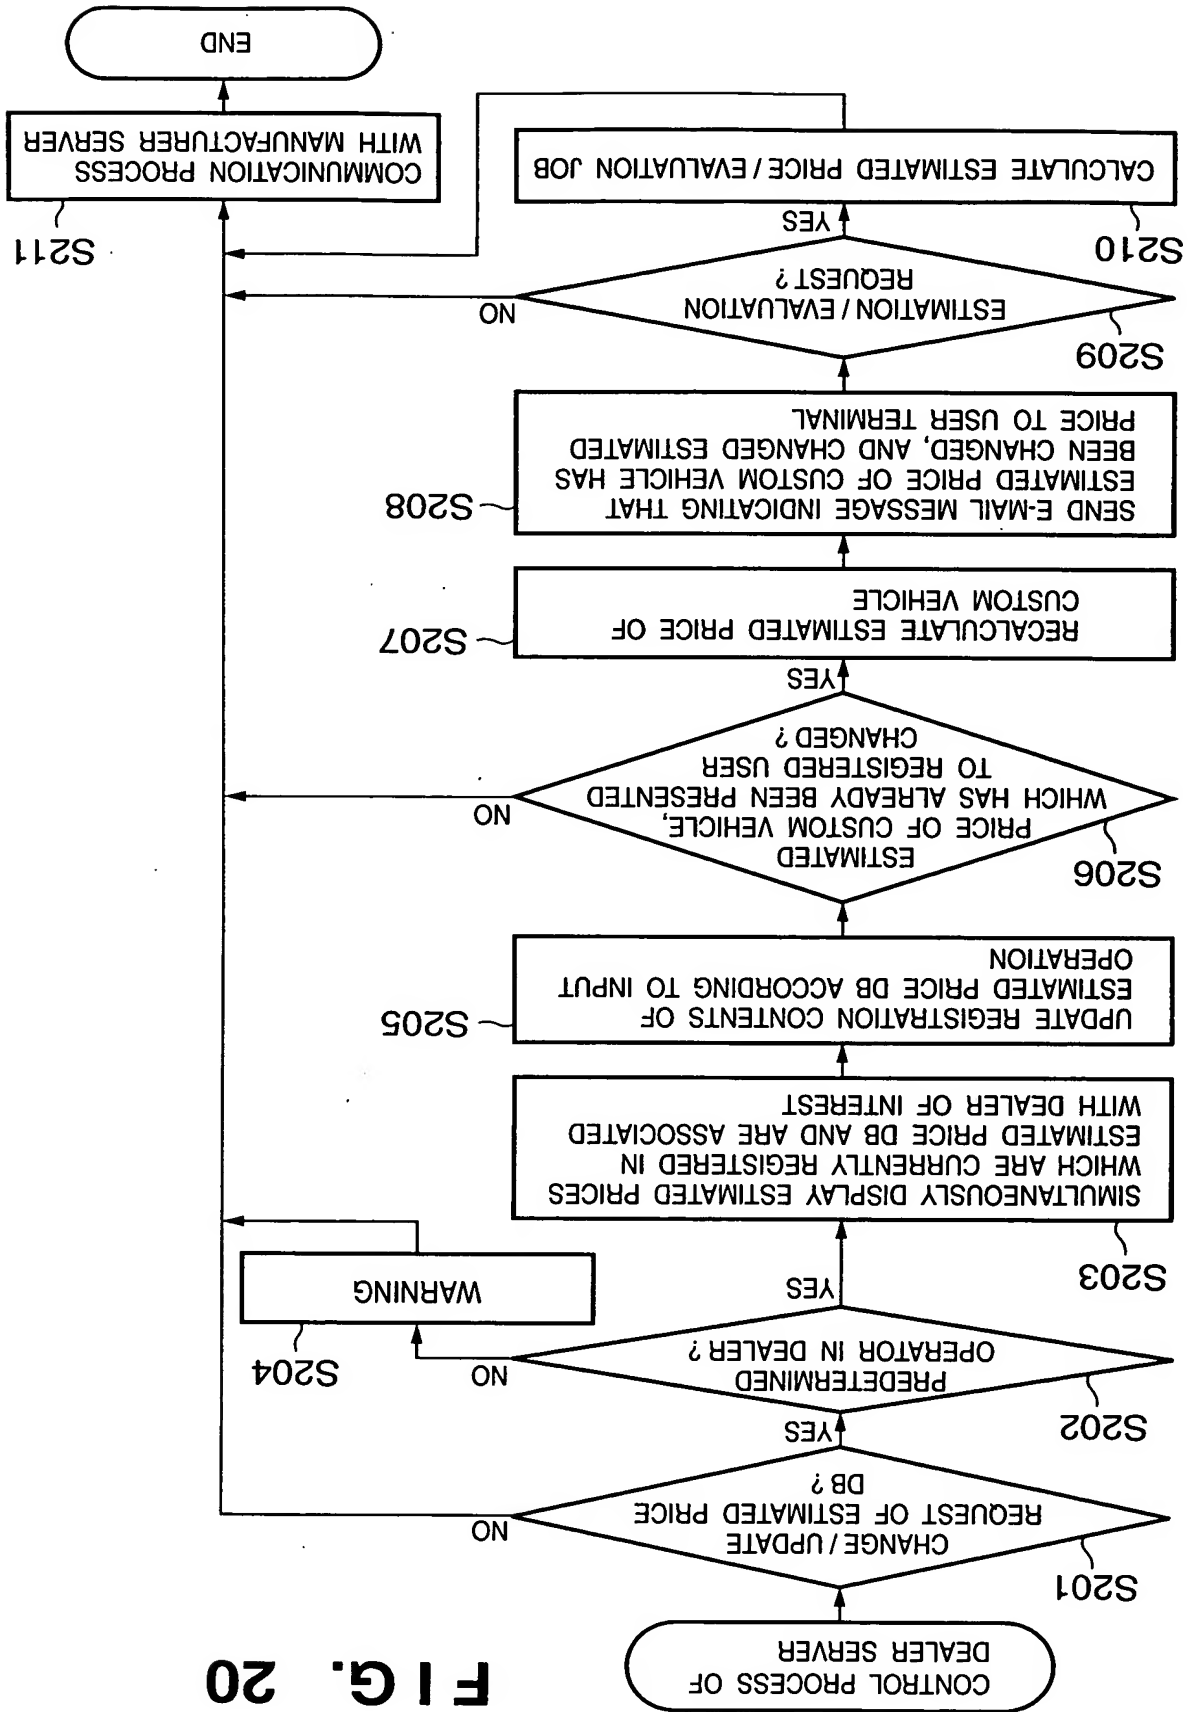 FIG. 20
CONTROL PROCESS OF
DEALER SERVER
S201
CHANGE / UPDATE
REQUEST OF ESTIMATED PRICE
DB ?
NO
YES
S202
PREDETERMINED
OPERATOR IN DEALER ?
NO
YES
S204
WARNING
S203
SIMULTANEOUSLY DISPLAY ESTIMATED PRICES
WHICH ARE CURRENTLY REGISTERED IN
ESTIMATED PRICE DB AND ARE ASSOCIATED
WITH DEALER OF INTEREST
S205
UPDATE REGISTRATION CONTENTS OF
ESTIMATED PRICE DB ACCORDING TO INPUT
OPERATION
S206
ESTIMATED
PRICE OF CUSTOM VEHICLE,
WHICH HAS ALREADY BEEN PRESENTED
TO REGISTERED USER
CHANGED ?
NO
YES
S207
RECALCULATE ESTIMATED PRICE OF
CUSTOM VEHICLE
S208
SEND E-MAIL MESSAGE INDICATING THAT
ESTIMATED PRICE OF CUSTOM VEHICLE HAS
BEEN CHANGED, AND CHANGED ESTIMATED
PRICE TO USER TERMINAL
S209
ESTIMATION / EVALUATION
REQUEST ?
NO
YES
S210
CALCULATE ESTIMATED PRICE / EVALUATION JOB
S211
COMMUNICATION PROCESS
WITH MANUFACTURER SERVER
END